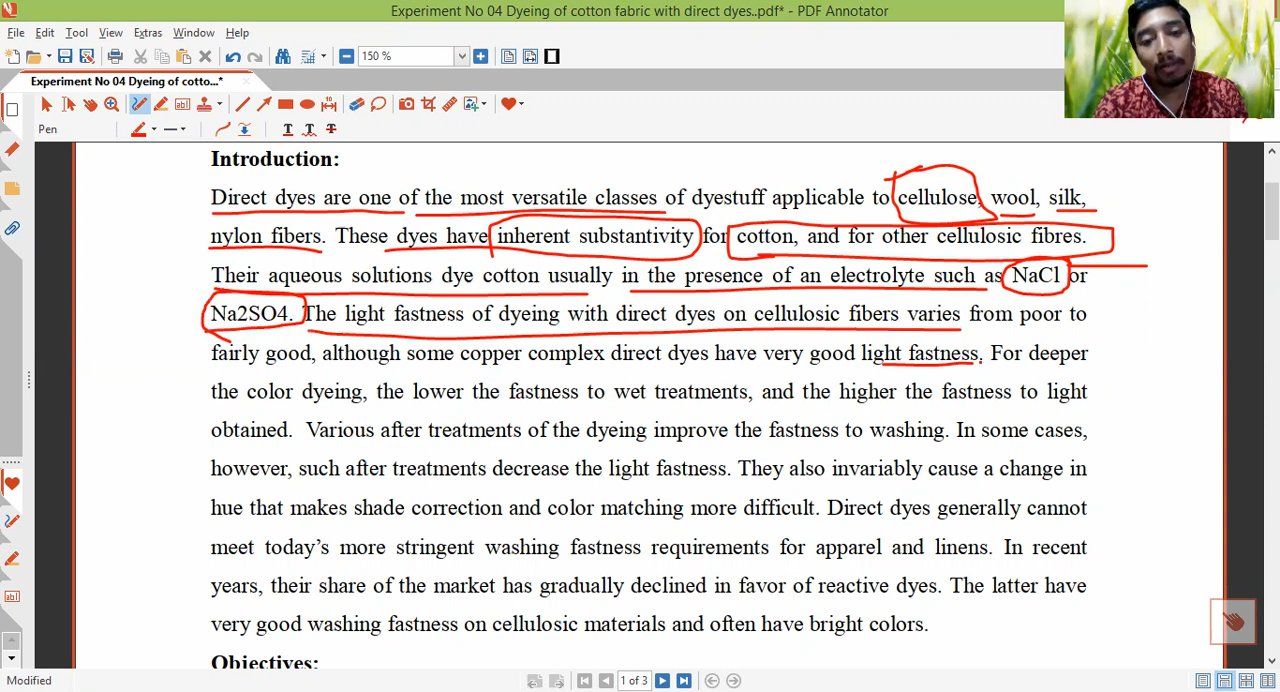 Experiment No 04 Dyeing of cotton fabric with direct dyes..pdf* - PDF Annotator
File Edit Tool View Extras Window Help
150 %
Experiment No 04 Dyeing of cotto...*
Pen
Introduction:
Direct dyes are one of the most versatile classes of dyestuff applicable to cellulose, wool, silk,
nylon fibers. These dyes have inherent substantivity for cotton, and for other cellulosic fibres.
Their aqueous solutions dye cotton usually in the presence of an electrolyte such as NaCl or
Na2SO4. The light fastness of dyeing with direct dyes on cellulosic fibers varies from poor to
fairly good, although some copper complex direct dyes have very good light fastness. For deeper
the color dyeing, the lower the fastness to wet treatments, and the higher the fastness to light
obtained. Various after treatments of the dyeing improve the fastness to washing. In some cases,
however, such after treatments decrease the light fastness. They also invariably cause a change in
hue that makes shade correction and color matching more difficult. Direct dyes generally cannot
meet today's more stringent washing fastness requirements for apparel and linens. In recent
years, their share of the market has gradually declined in favor of reactive dyes. The latter have
very good washing fastness on cellulosic materials and often have bright colors.
Objectives:
Modified
1 of 3